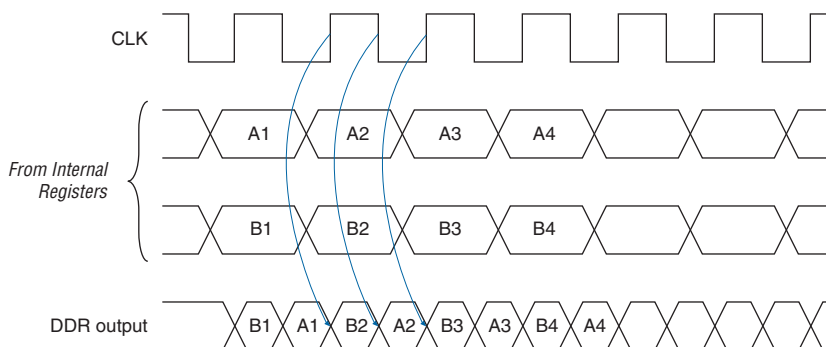 CLK
A1 A2 A3 A4
From Internal
Registers
B1 B2 B3 B4
DDR output B1 A1 B2 A2 B3 A3 B4 A4